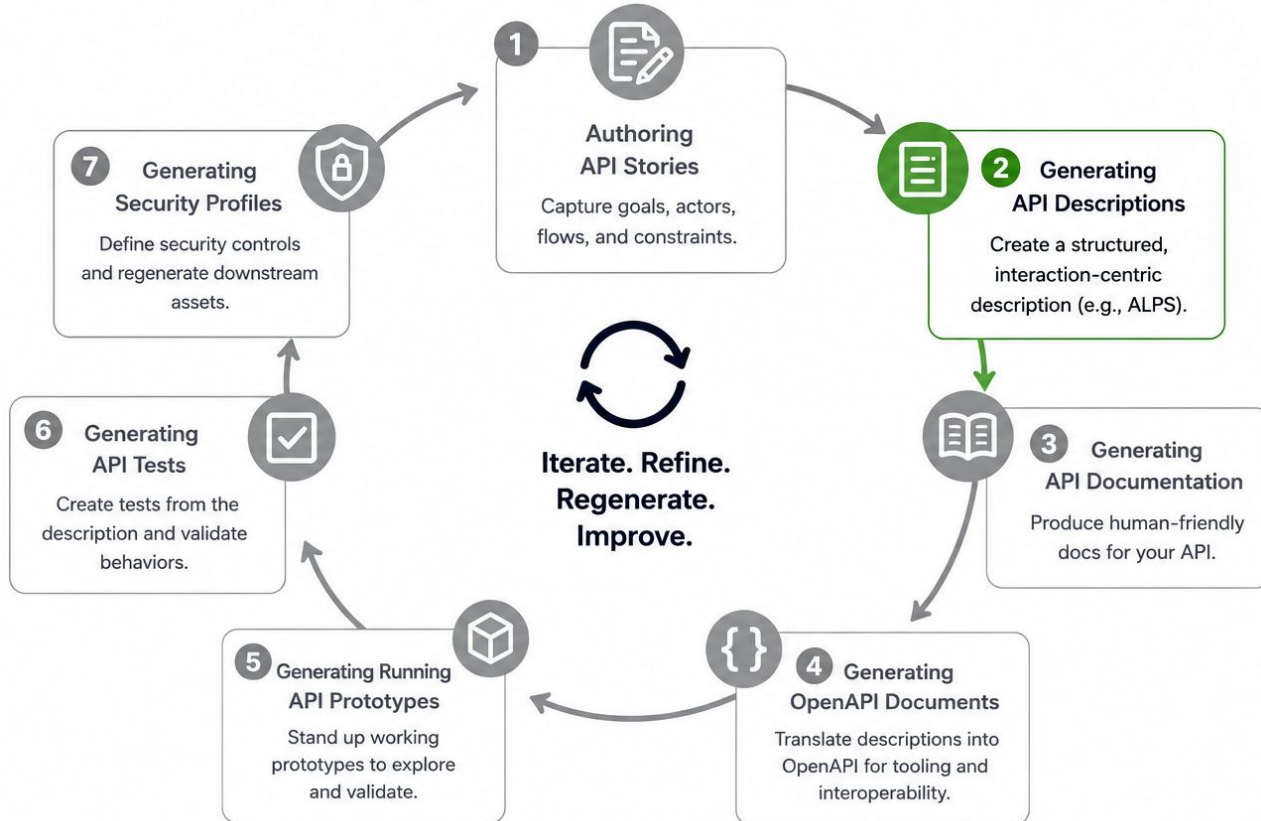 1
Authoring
API Stories
Capture goals, actors,
flows, and constraints.
2
Generating
API Descriptions
Create a structured,
interaction-centric
description (e.g., ALPS).
3
Generating
API Documentation
Produce human-friendly
docs for your API.
4
Generating
OpenAPI Documents
Translate descriptions into
OpenAPI for tooling and
interoperability.
5
Generating Running
API Prototypes
Stand up working
prototypes to explore
and validate.
6
Generating
API Tests
Create tests from the
description and validate
behaviors.
7
Generating
Security Profiles
Define security controls
and regenerate downstream
assets.
Iterate. Refine.
Regenerate.
Improve.